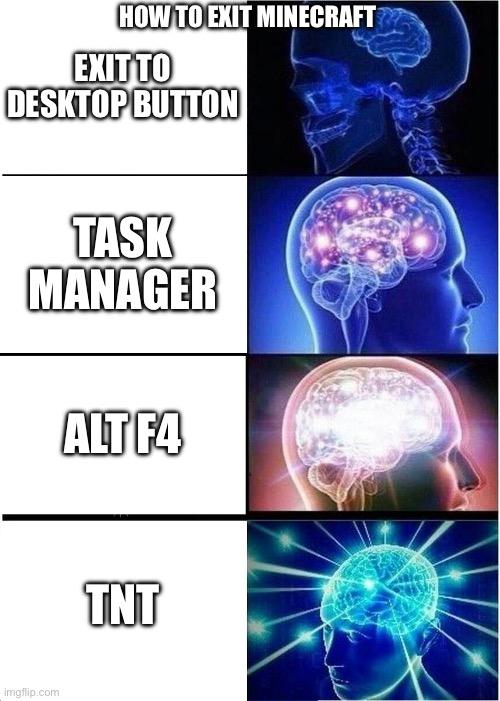 HOW TO EXIT MINECRAFT
EXIT TO
DESKTOP BUTTON
TASK
MANAGER
ALT F4
TNT
imgflip.com